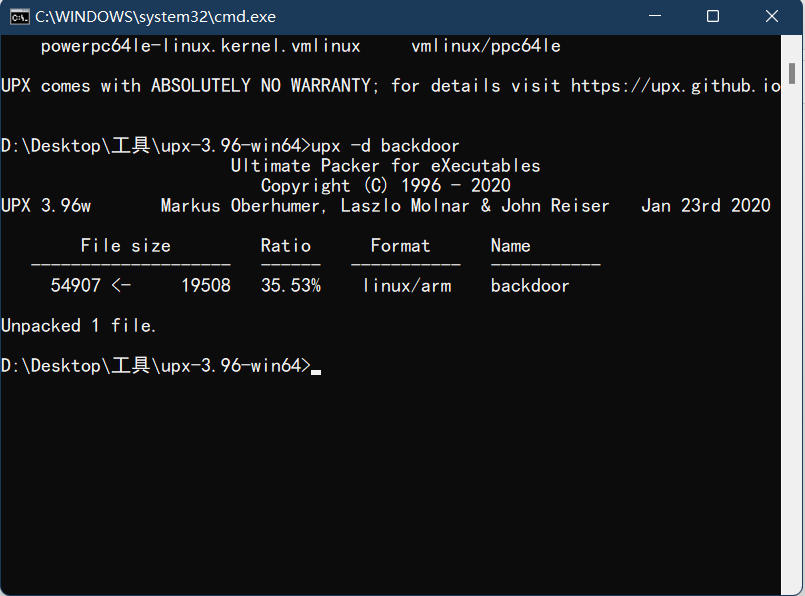 C:\WINDOWS\system32\cmd.exe
powerpc64le-linux.kernel.vmlinux vmlinux/ppc64le
UPX comes with ABSOLUTELY NO WARRANTY; for details visit https://upx.github.io
D:\Desktop\工具\upx-3.96-win64>upx -d backdoor
Ultimate Packer for eXecutables
Copyright (C) 1996 - 2020
UPX 3.96w Markus Oberhumer, Laszlo Molnar & John Reiser Jan 23rd 2020
File size Ratio Format Name
-------------------- ------ ----------- -----------
54907 <- 19508 35.53% linux/arm backdoor
Unpacked 1 file.
D:\Desktop\工具\upx-3.96-win64>